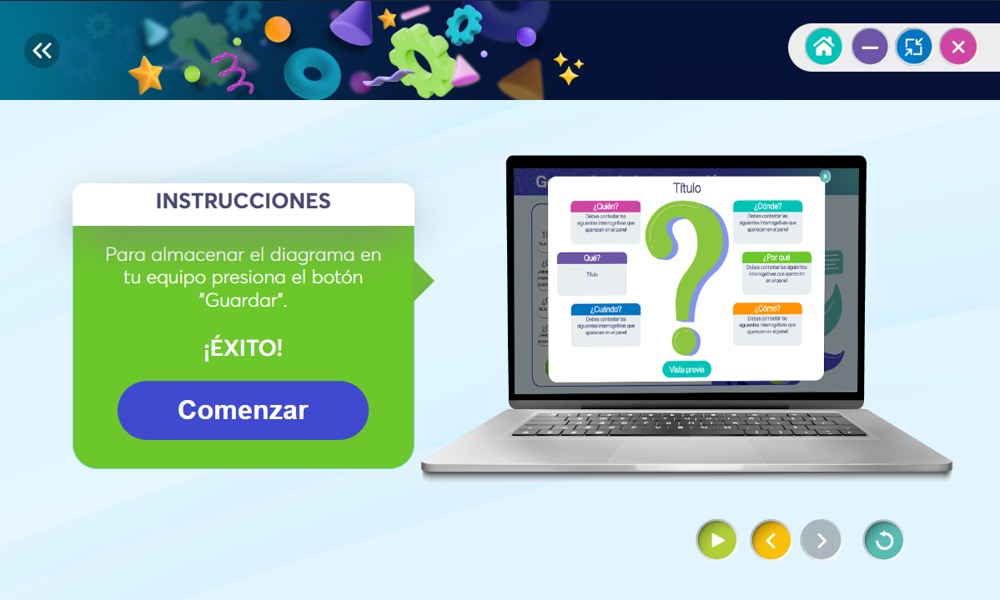 INSTRUCCIONES
Para almacenar el diagrama en
tu equipo presiona el botón
"Guardar".
¡ÉXITO!
Comenzar
Título
¿Quién?
Debes contestar las
siguientes interrogativas que
aparecen en el panel
Qué?
Título
¿Cuándo?
Debes contestar las
siguientes interrogativas que
aparecen en el panel
¿Dónde?
Debes contestar las
siguientes interrogativas que
aparecen en el panel
¿Por qué
Debes contestar las siguientes
interrogativas que aparecen
en el panel
¿Cómo?
Debes contestar las
siguientes interrogativas que
aparecen en el panel
Vista previa